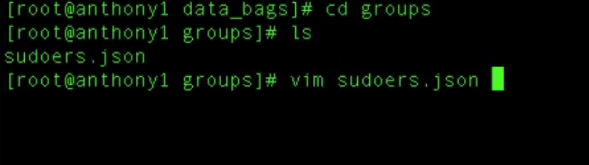 [root@anthony1 data_bags]# cd groups
[root@anthony1 groups]# ls
sudoers.json
[root@anthony1 groups]# vim sudoers.json